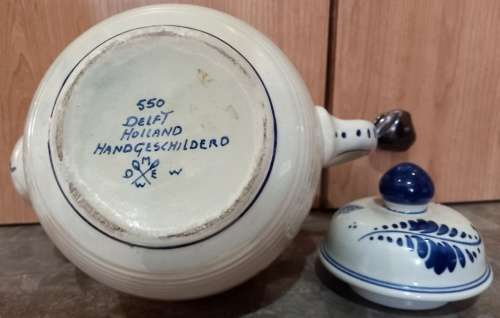 550
DELFT
HOLLAND
HANDGESCHILDERD
M
D E W
W